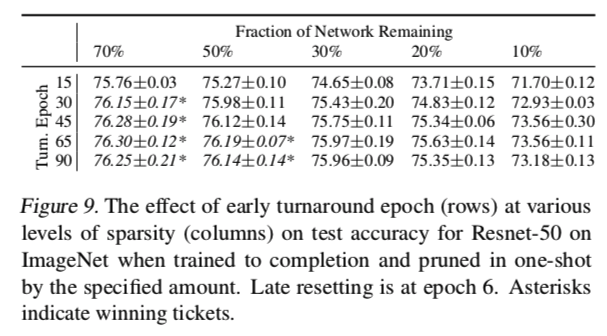 Fraction of Network Remaining
70% 50% 30% 20% 10%
Turn. Epoch
15 75.76±0.03 75.27±0.10 74.65±0.08 73.71±0.15 71.70±0.12
30 76.15±0.17* 75.98±0.11 75.43±0.20 74.83±0.12 72.93±0.03
45 76.28±0.19* 76.12±0.14 75.75±0.11 75.34±0.06 73.56±0.30
65 76.30±0.12* 76.19±0.07* 75.97±0.19 75.63±0.14 73.56±0.11
90 76.25±0.21* 76.14±0.14* 75.96±0.09 75.35±0.13 73.18±0.13
Figure 9. The effect of early turnaround epoch (rows) at various
levels of sparsity (columns) on test accuracy for Resnet-50 on
ImageNet when trained to completion and pruned in one-shot
by the specified amount. Late resetting is at epoch 6. Asterisks
indicate winning tickets.